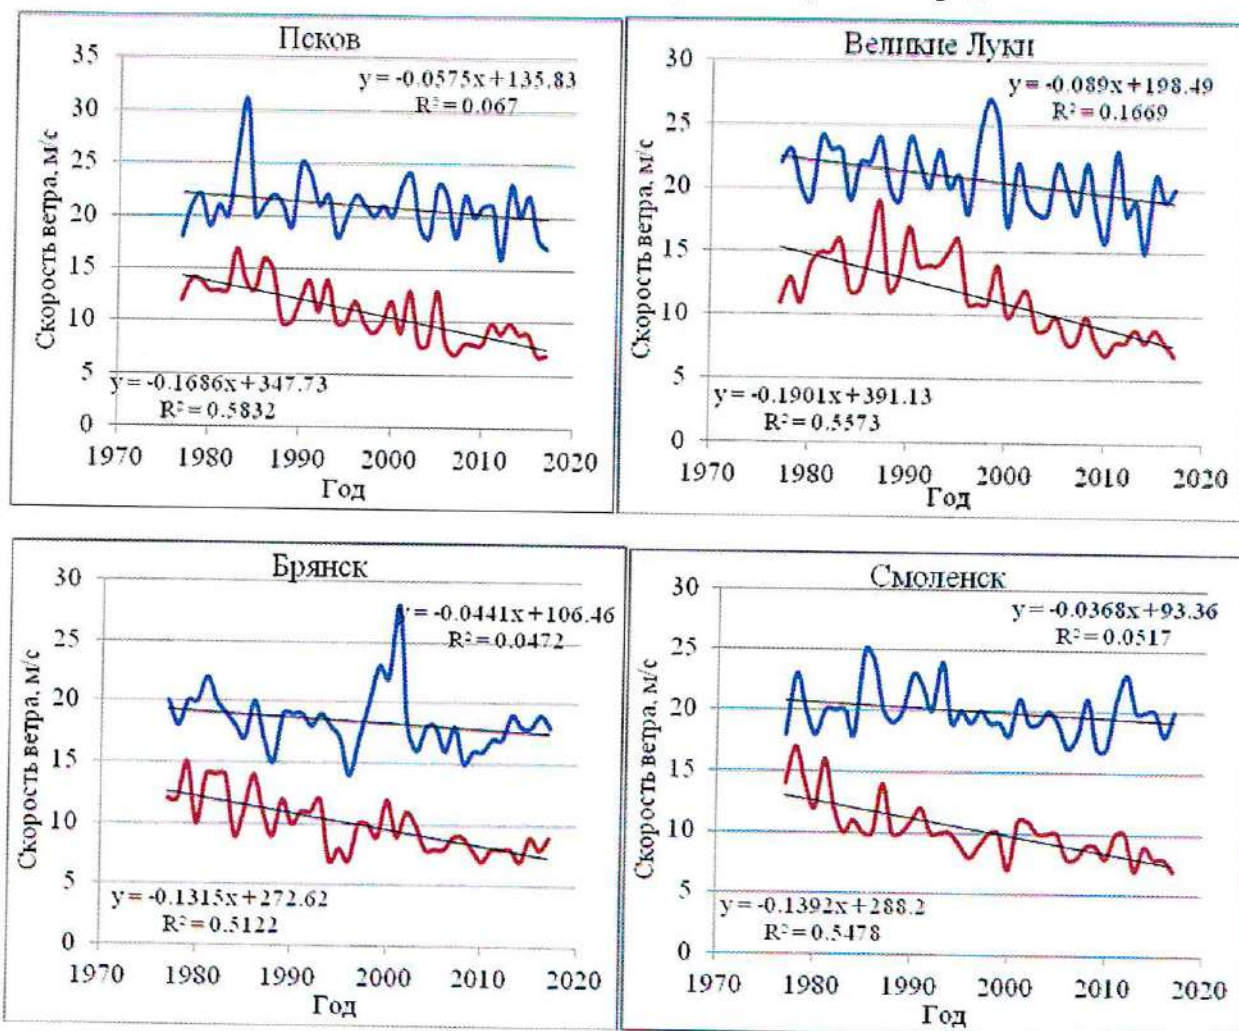 Псков
35
30
25
20
15
10
5
0
y = -0.0575x + 135.83
R² = 0.067
y = -0.1686x + 347.73
R² = 0.5832
Скорость ветра, м/с
1970 1980 1990 2000 2010 2020
Год
Великие Луки
30
25
20
15
10
5
0
y = -0.089x + 198.49
R² = 0.1669
y = -0.1901x + 391.13
R² = 0.5573
Скорость ветра, м/с
1970 1980 1990 2000 2010 2020
Год
Брянск
30
25
20
15
10
5
0
y = -0.0441x + 106.46
R² = 0.0472
y = -0.1315x + 272.62
R² = 0.5122
Скорость ветра, м/с
1970 1980 1990 2000 2010 2020
Год
Смоленск
30
25
20
15
10
5
0
y = -0.0368x + 93.36
R² = 0.0517
y = -0.1392x + 288.2
R² = 0.5478
Скорость ветра, м/с
1970 1980 1990 2000 2010 2020
Год